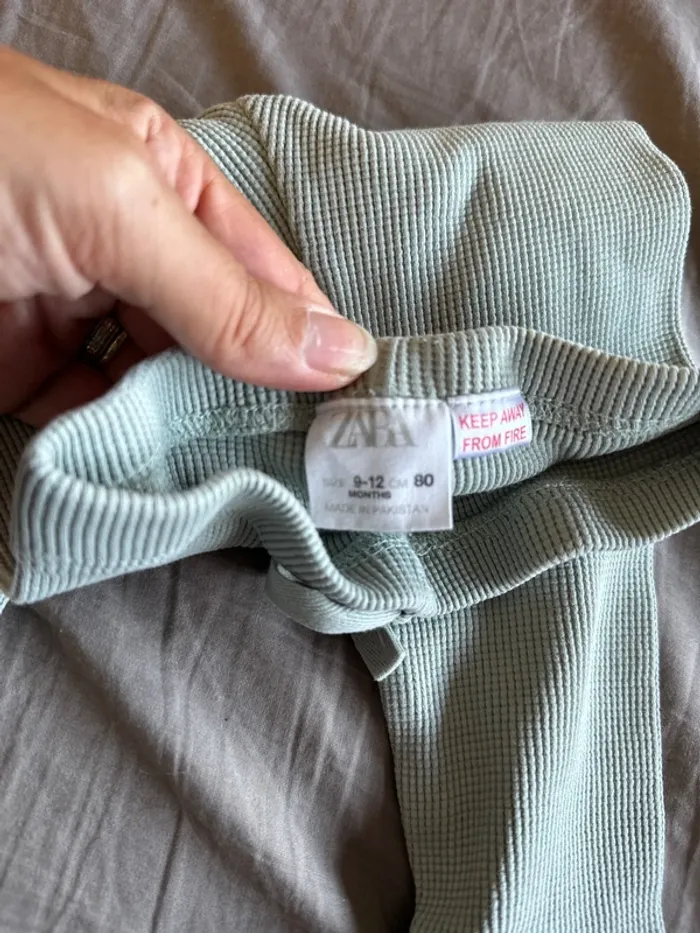 ZARA
SIZE 9-12 CM 80
MONTHS
MADE IN PAKISTAN
KEEP AWAY
FROM FIRE